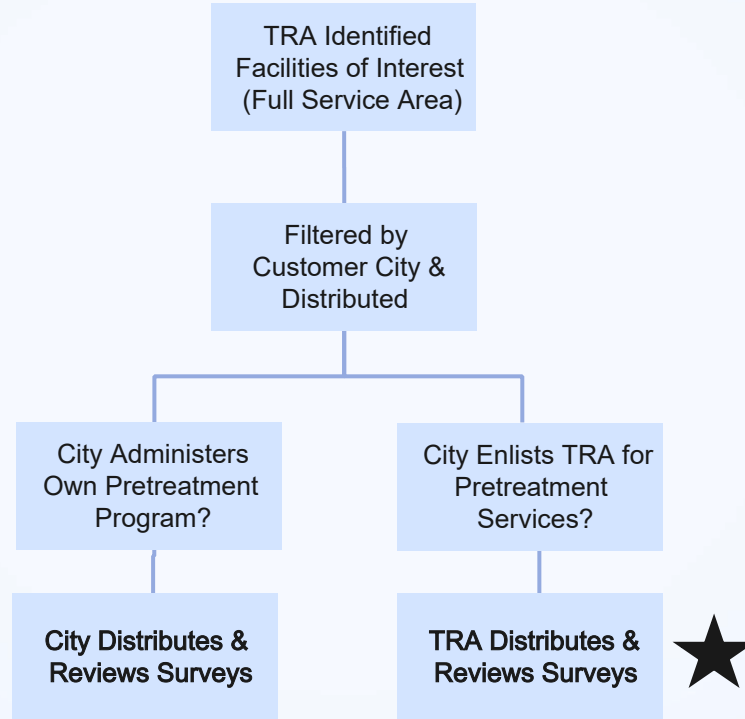 TRA Identified
Facilities of Interest
(Full Service Area)
Filtered by
Customer City &
Distributed
City Administers
Own Pretreatment
Program?
City Enlists TRA for
Pretreatment
Services?
City Distributes &
Reviews Surveys
TRA Distributes &
Reviews Surveys